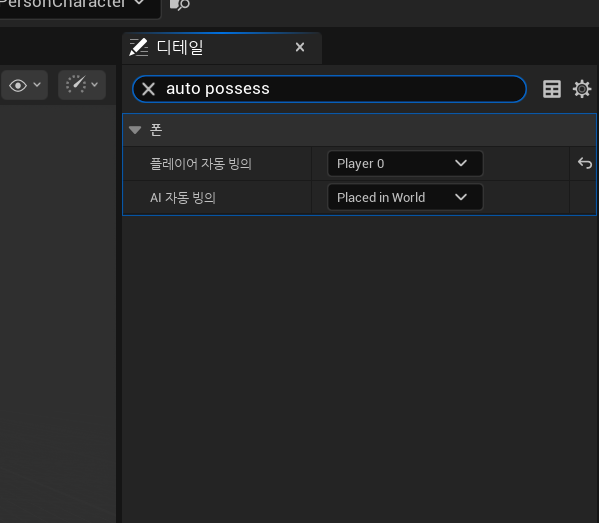 PersonCharacter
디테일
auto possess
폰
플레이어 자동 빙의 Player 0
AI 자동 빙의 Placed in World